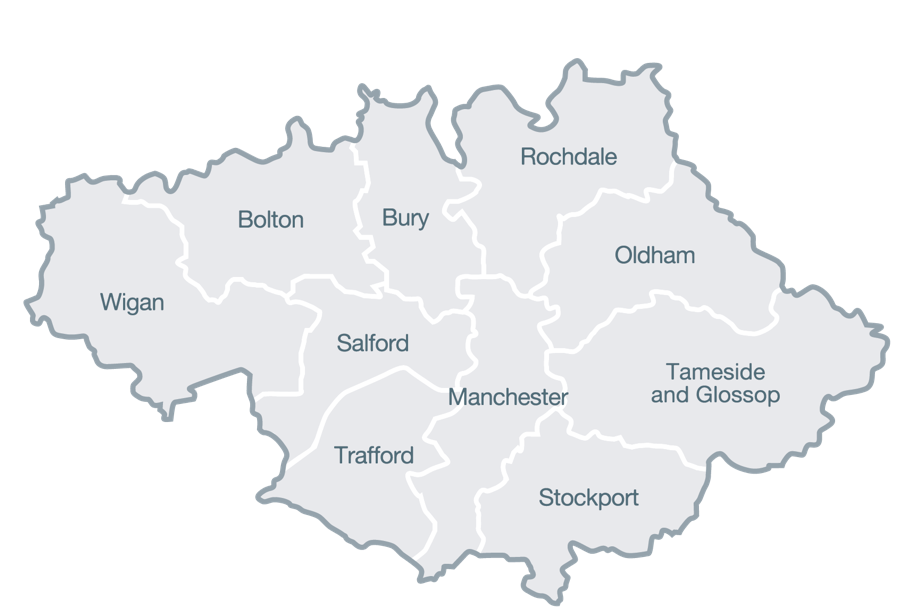 Rochdale
Bolton
Bury
Oldham
Wigan
Salford
Tameside
and Glossop
Manchester
Trafford
Stockport